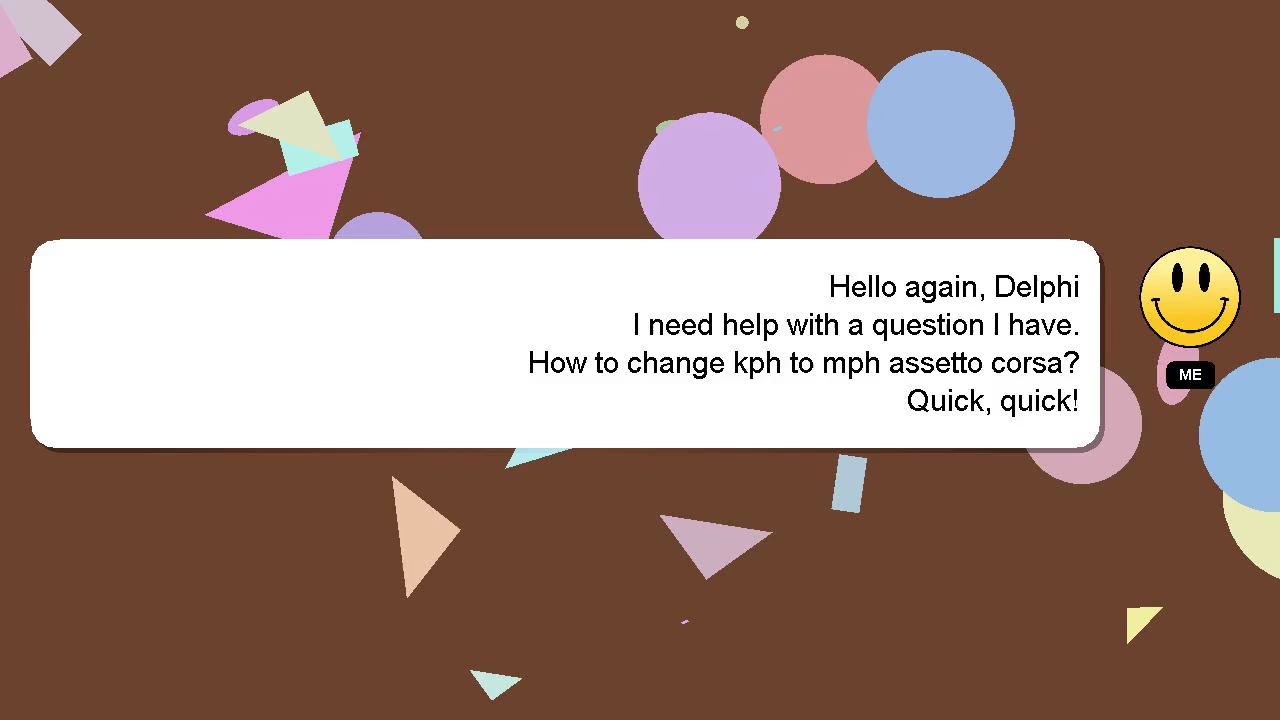 Hello again, Delphi
I need help with a question I have.
How to change kph to mph assetto corsa?
Quick, quick!
ME